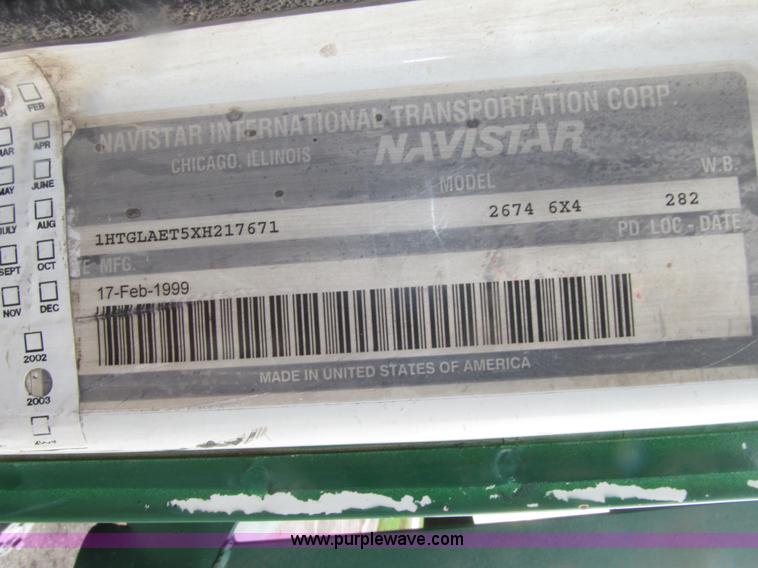 FEB
MAR APR
MAY JUNE
JULY AUG
SEPT OCT
NOV DEC
2002
2003
NAVISTAR INTERNATIONAL TRANSPORTATION CORP.
CHICAGO, ILLINOIS NAVISTAR
MODEL W.B.
1HTGLAET5XH217671 2674 6X4 282
E MFG. PD LOC - DATE
17-Feb-1999
MADE IN UNITED STATES OF AMERICA
www.purplewave.com